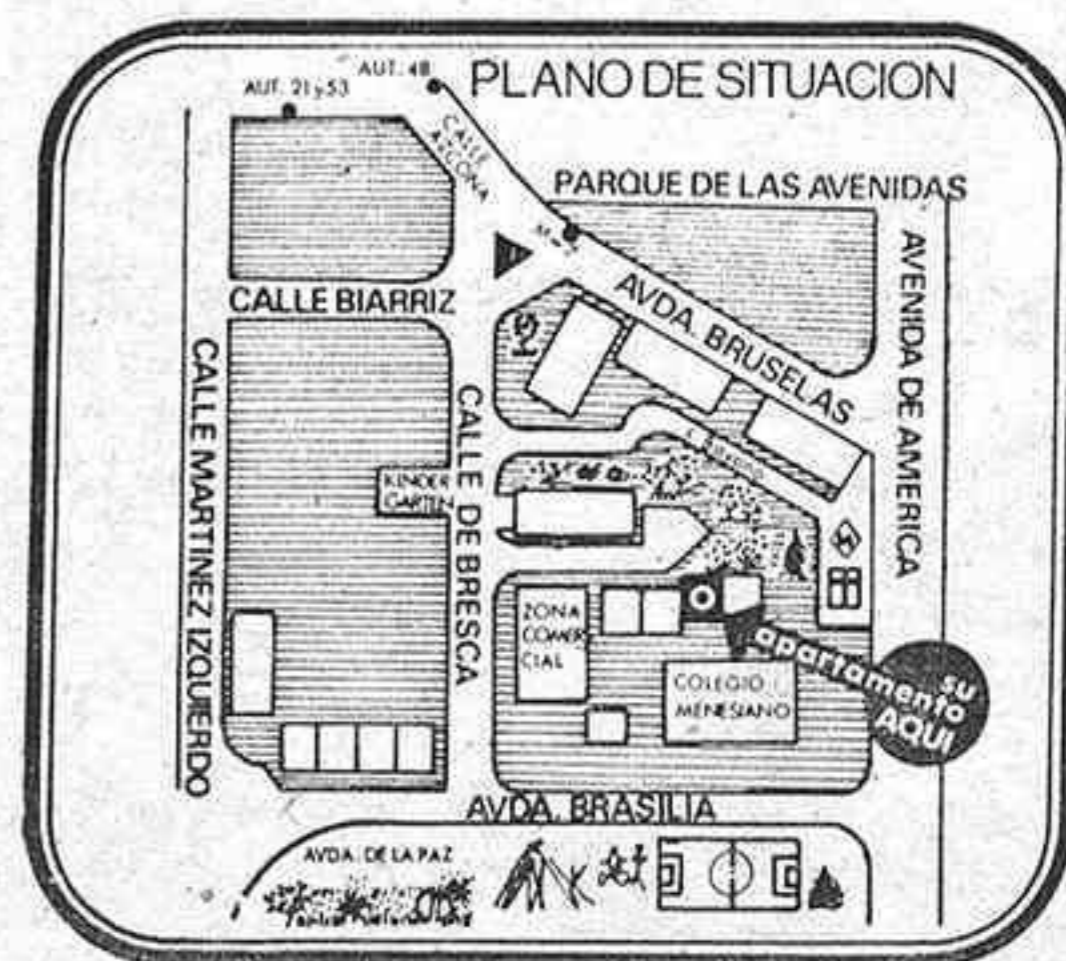 PLANO DE SITUACION
AUT. 48
AUT. 21 y 53
CALLE
AZCONA
PARQUE DE LAS AVENIDAS
AVENIDA DE AMERICA
CALLE BIARRIZ
AVDA. BRUSELAS
CALLE MARTINEZ IZQUIERDO
CALLE DE BRESCA
KINDER
GARTEN
ZONA
COMER
CIAL
COLEGIO
MENESIANO
su
apartamento
AQUI
AVDA. BRASILIA
AVDA. DE LA PAZ